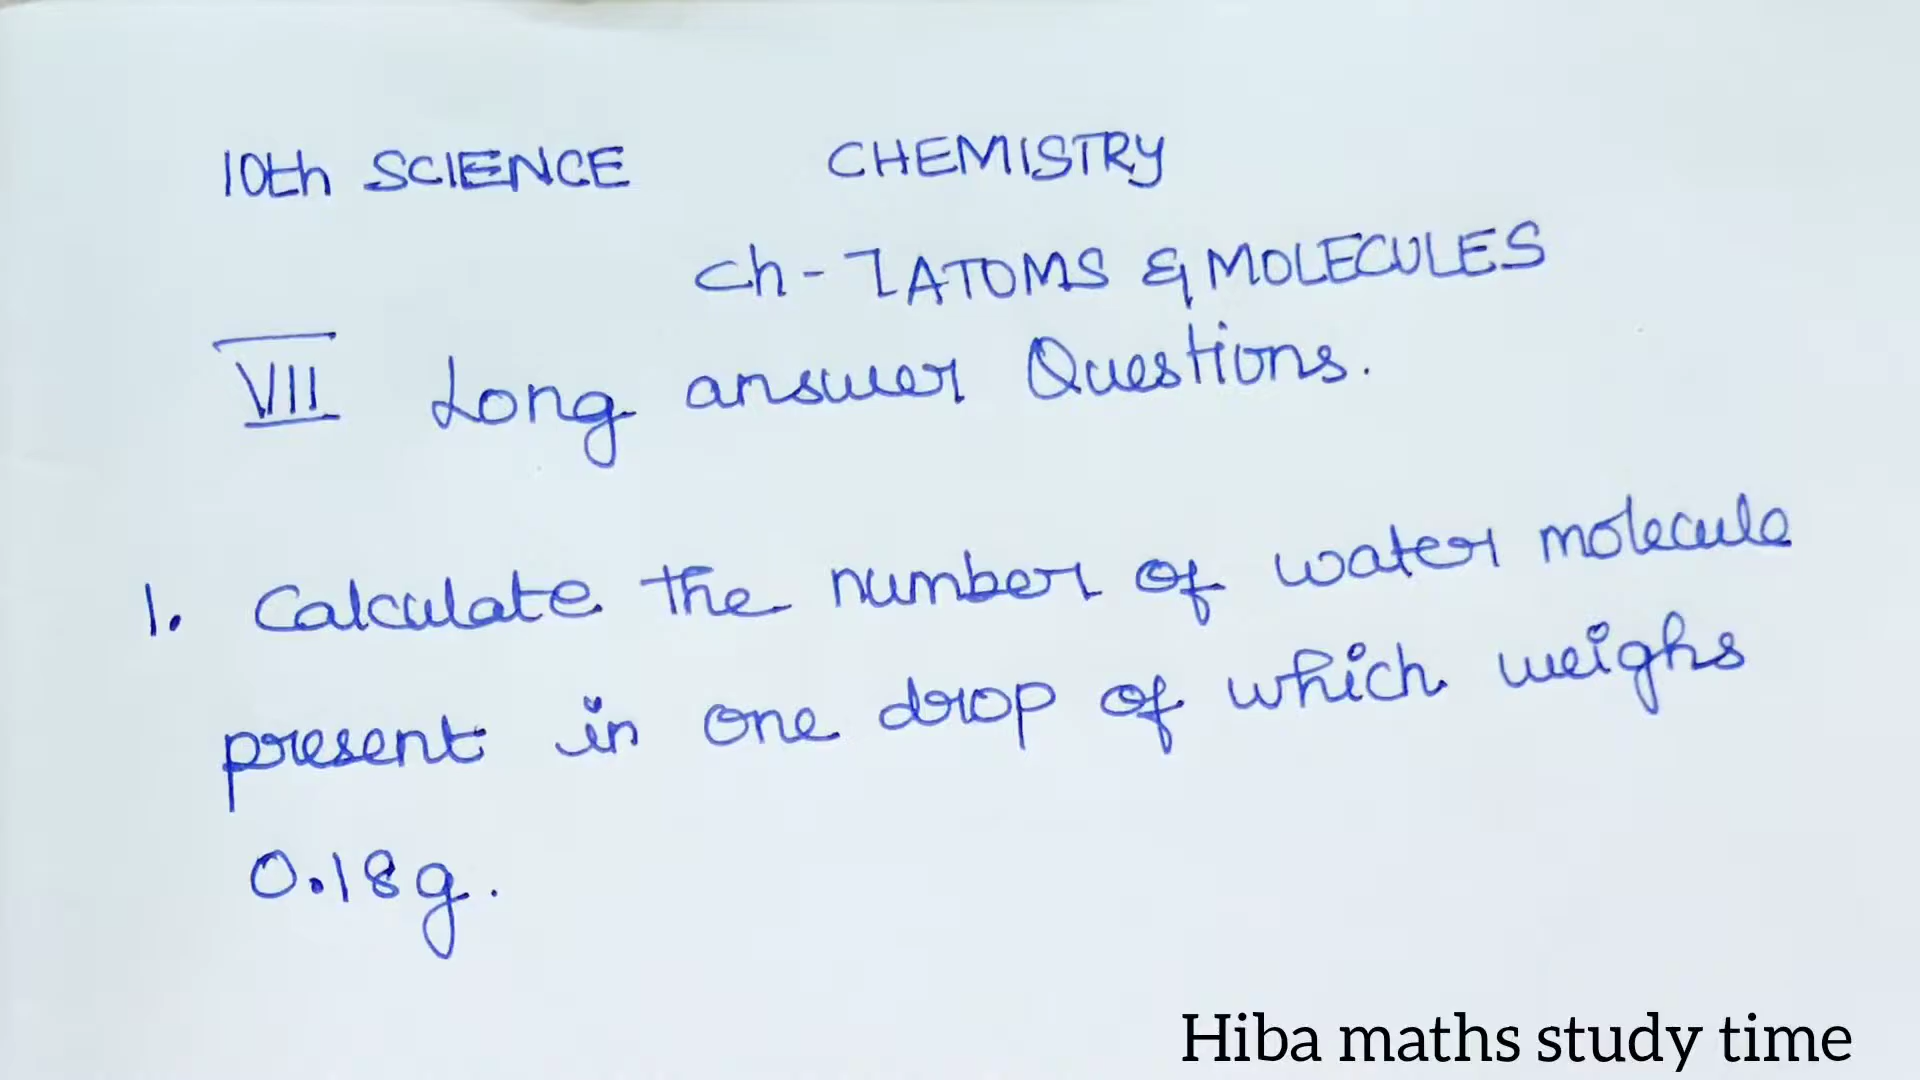 10th SCIENCE CHEMISTRY
Ch-7 ATOMS & MOLECULES
VII Long answer Questions.
1. Calculate the number of water molecule
present in one drop of which weighs
0.18g.
Hiba maths study time